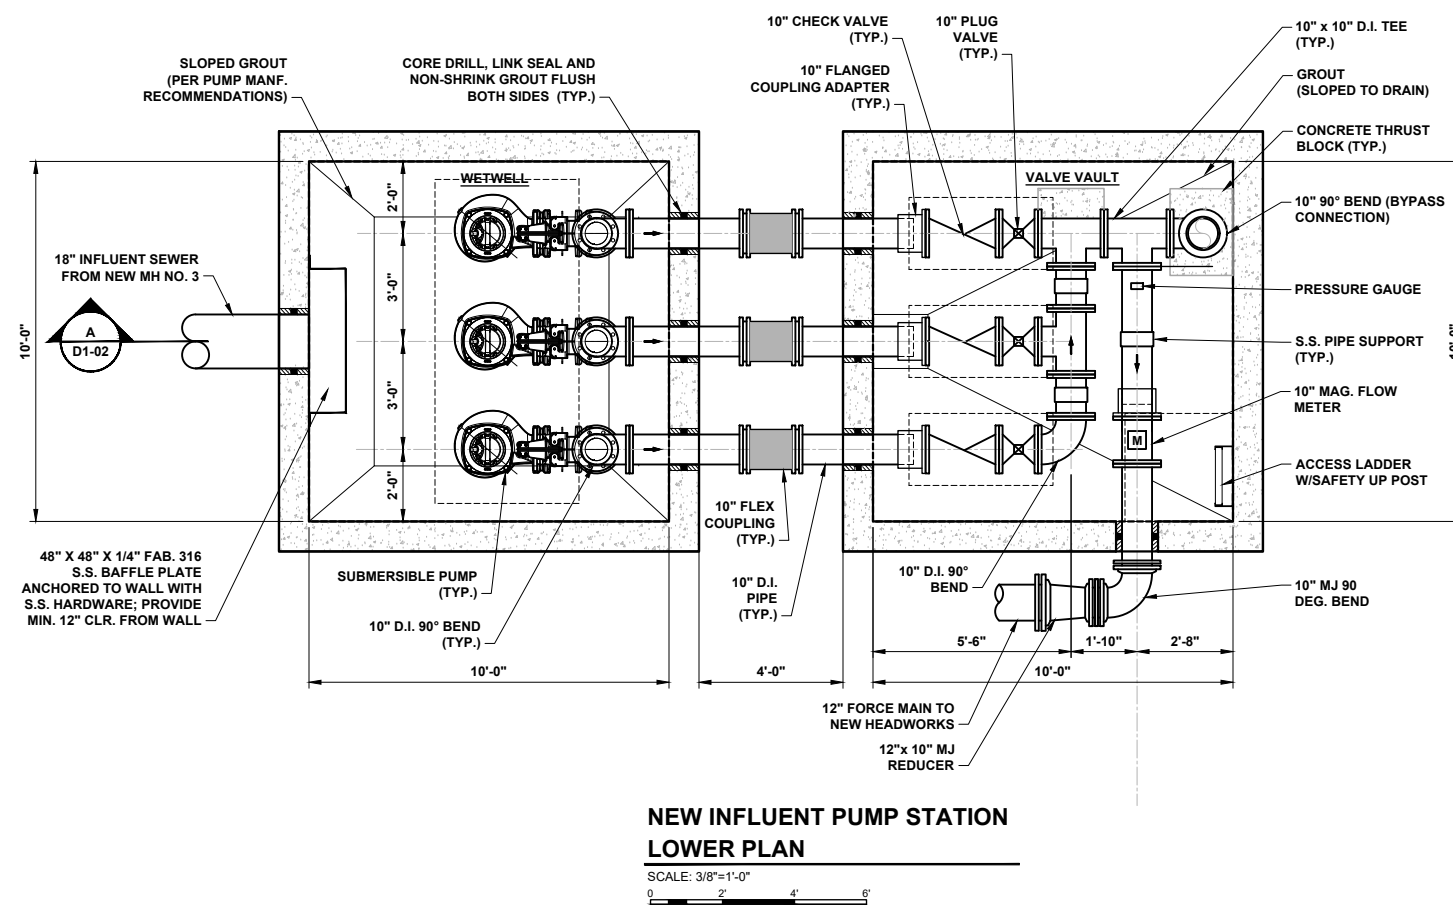 10" CHECK VALVE
(TYP.)
10" PLUG
VALVE
(TYP.)
10" x 10" D.I. TEE
(TYP.)
SLOPED GROUT
(PER PUMP MANF.
RECOMMENDATIONS)
CORE DRILL, LINK SEAL AND
NON-SHRINK GROUT FLUSH
BOTH SIDES (TYP.)
10" FLANGED
COUPLING ADAPTER
(TYP.)
GROUT
(SLOPED TO DRAIN)
CONCRETE THRUST
BLOCK (TYP.)
WETWELL
VALVE VAULT
10" 90° BEND (BYPASS
CONNECTION)
2'-0"
3'-0"
3'-0"
2'-0"
10'-0"
18" INFLUENT SEWER
FROM NEW MH NO. 3
A
D1-02
PRESSURE GAUGE
S.S. PIPE SUPPORT
(TYP.)
10" MAG. FLOW
METER
M
ACCESS LADDER
W/SAFETY UP POST
48" X 48" X 1/4" FAB. 316
S.S. BAFFLE PLATE
ANCHORED TO WALL WITH
S.S. HARDWARE; PROVIDE
MIN. 12" CLR. FROM WALL
SUBMERSIBLE PUMP
(TYP.)
10" D.I. 90° BEND
(TYP.)
10" FLEX
COUPLING
(TYP.)
10" D.I.
PIPE
(TYP.)
10" D.I. 90°
BEND
10" MJ 90
DEG. BEND
5'-6"
1'-10"
2'-8"
10'-0"
4'-0"
10'-0"
12" FORCE MAIN TO
NEW HEADWORKS
12"x 10" MJ
REDUCER
NEW INFLUENT PUMP STATION
LOWER PLAN
SCALE: 3/8"=1'-0"
0 2' 4' 6'